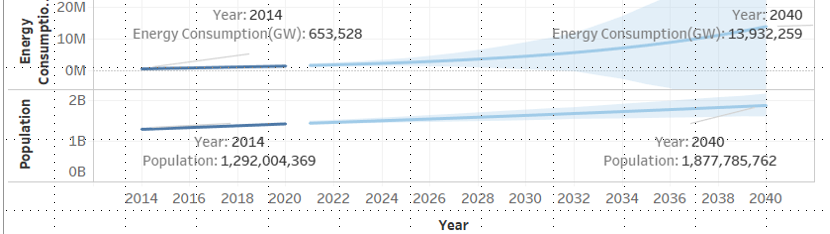 Energy
Consumptio..
20M
10M
0M
Year: 2014
Energy Consumption(GW): 653,528
Year: 2040
Energy Consumption(GW): 13,932,259
Population
2B
1B
0B
Year: 2014
Population: 1,292,004,369
Year: 2040
Population: 1,877,785,762
2014 2016 2018 2020 2022 2024 2026 2028 2030 2032 2034 2036 2038 2040
Year